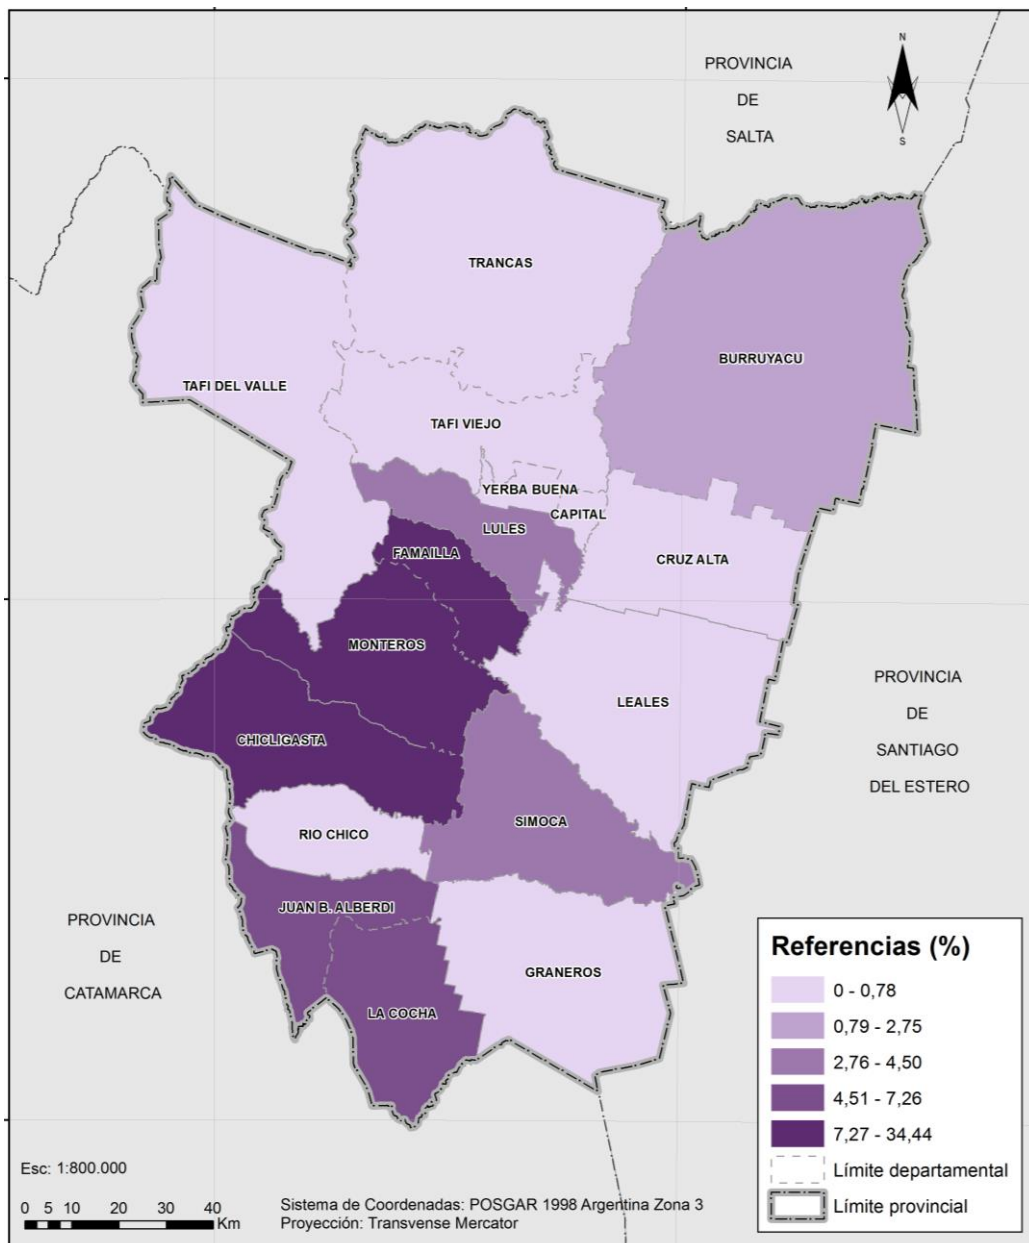 N
S
PROVINCIA
DE
SALTA
TRANCAS
BURRUYACU
TAFI DEL VALLE
TAFI VIEJO
YERBA BUENA
CAPITAL
LULES
FAMAILLA
CRUZ ALTA
MONTEROS
LEALES
PROVINCIA
DE
SANTIAGO
DEL ESTERO
CHICLIGASTA
SIMOCA
RIO CHICO
JUAN B. ALBERDI
PROVINCIA
DE
CATAMARCA
GRANEROS
LA COCHA
Referencias (%)
0 - 0,78
0,79 - 2,75
2,76 - 4,50
4,51 - 7,26
7,27 - 34,44
Límite departamental
Límite provincial
Esc: 1:800.000
0 5 10 20 30 40
Km
Sistema de Coordenadas: POSGAR 1998 Argentina Zona 3
Proyección: Transvense Mercator